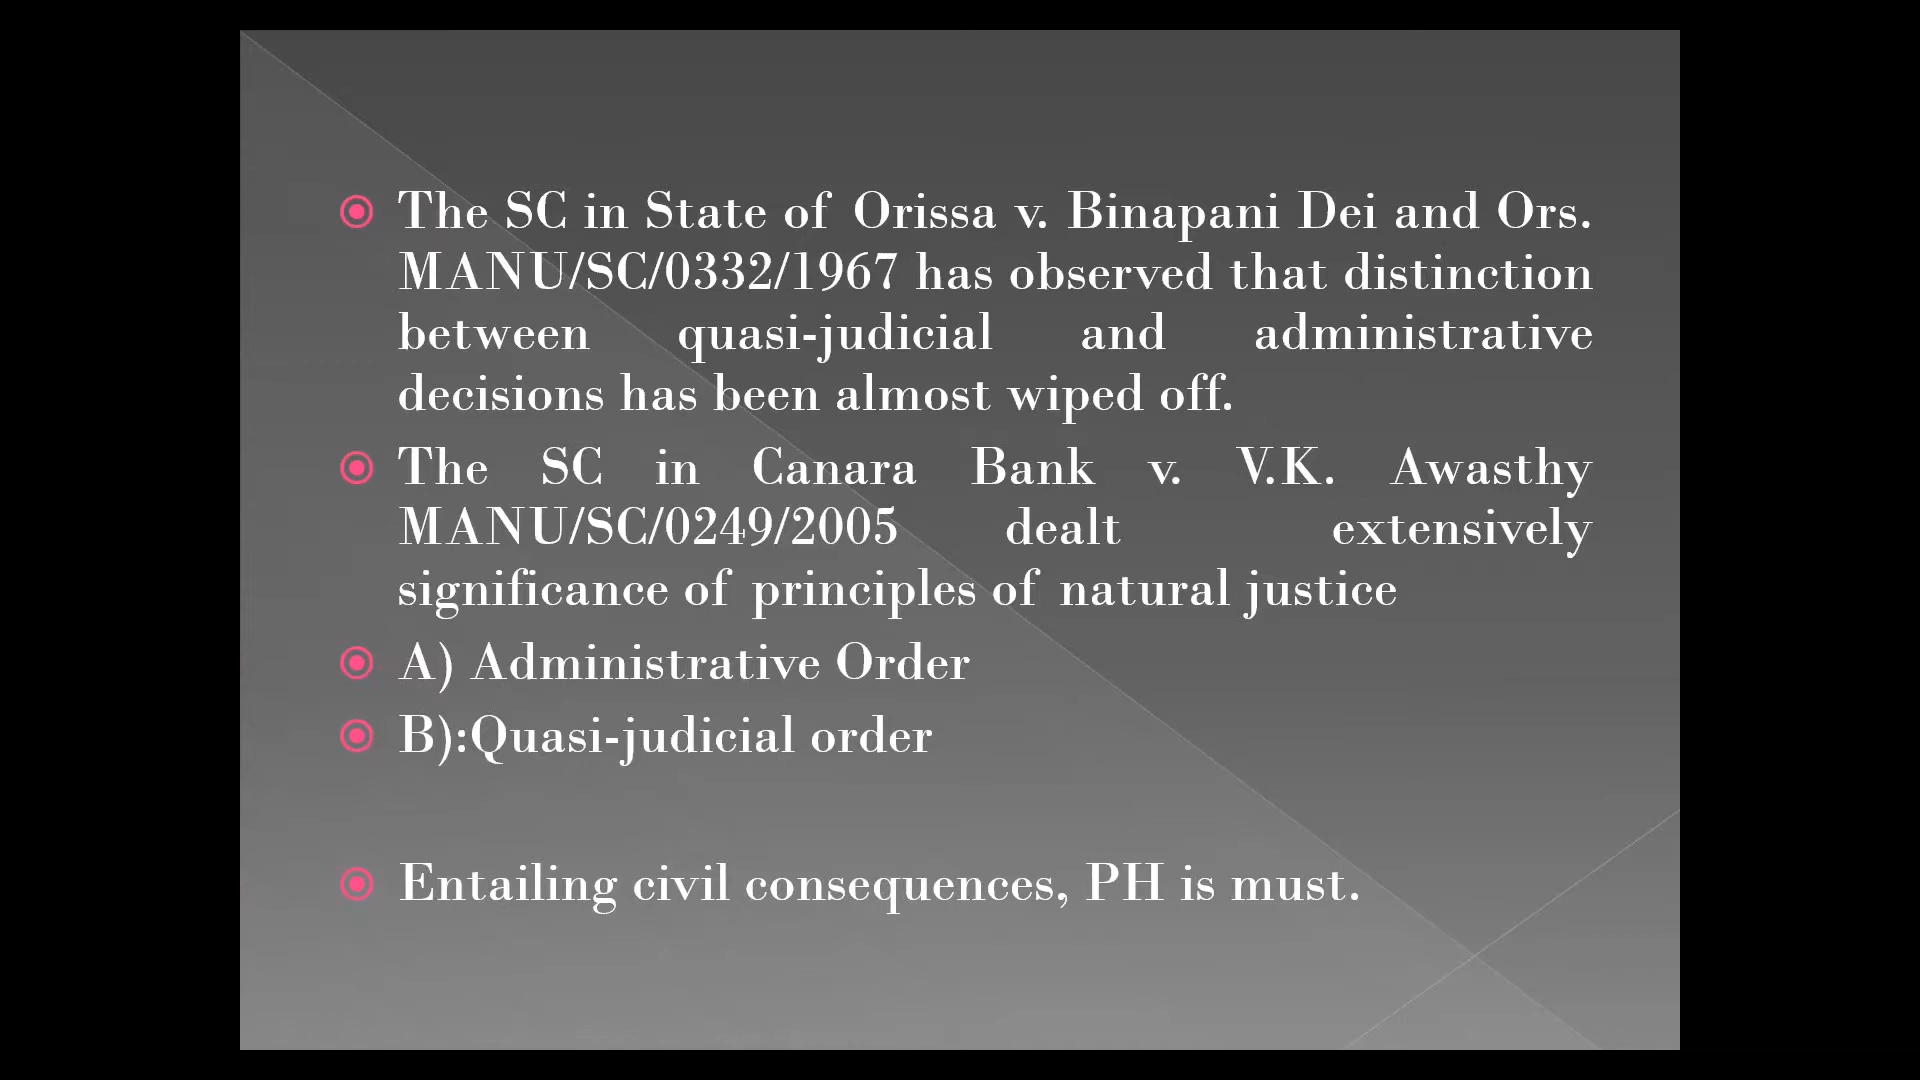 The SC in State of Orissa v. Binapani Dei and Ors.
MANU/SC/0332/1967 has observed that distinction
between quasi-judicial and administrative
decisions has been almost wiped off.
The SC in Canara Bank v. V.K. Awasthy
MANU/SC/0249/2005 dealt extensively
significance of principles of natural justice
A) Administrative Order
B):Quasi-judicial order
Entailing civil consequences, PH is must.